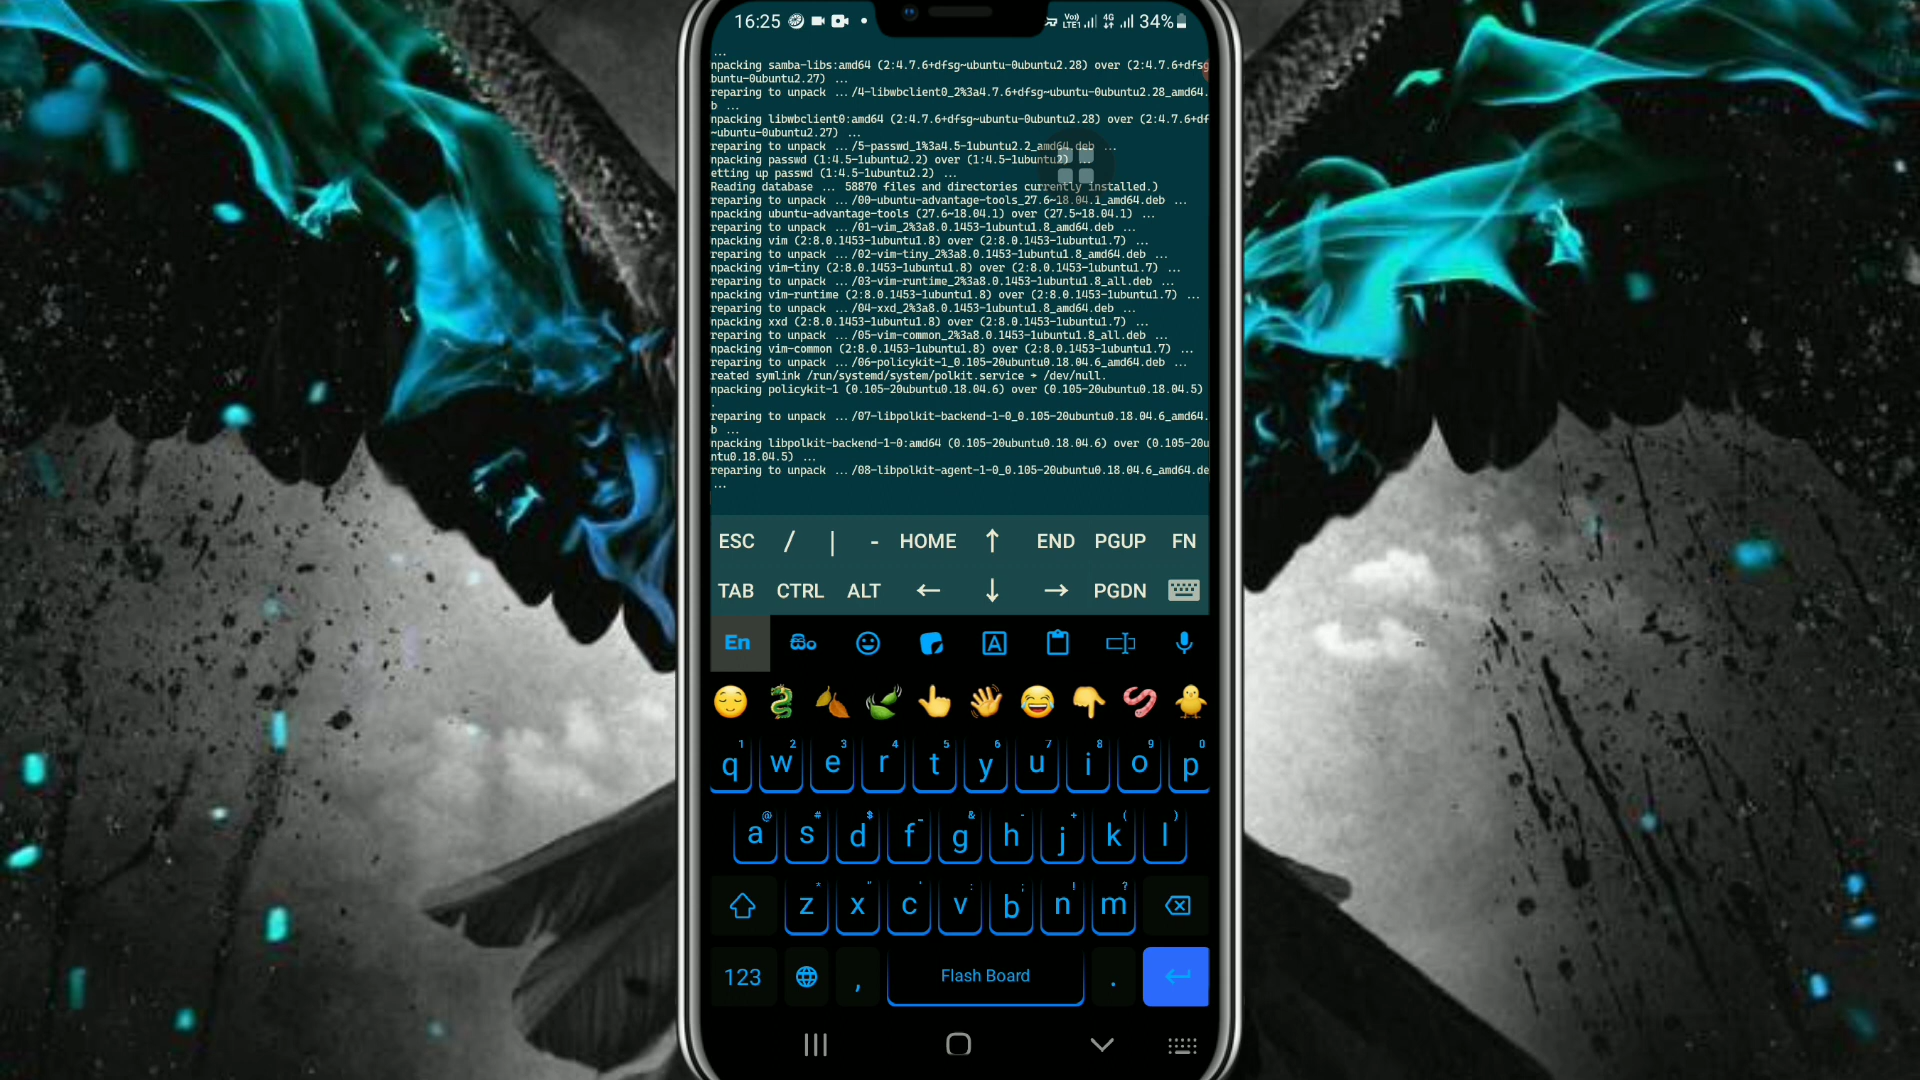 16:25 Vo)) LTE1 4G 34%
...
npacking samba-libs:amd64 (2:4.7.6+dfsg~ubuntu-0ubuntu2.28) over (2:4.7.6+dfsg
buntu-0ubuntu2.27) ...
reparing to unpack .../4-libwbclient0_2%3a4.7.6+dfsg~ubuntu-0ubuntu2.28_amd64.
b ...
npacking libwbclient0:amd64 (2:4.7.6+dfsg~ubuntu-0ubuntu2.28) over (2:4.7.6+df
~ubuntu-0ubuntu2.27) ...
reparing to unpack .../5-passwd_1%3a4.5-1ubuntu2.2_amd64.deb ...
npacking passwd (1:4.5-1ubuntu2.2) over (1:4.5-1ubuntu2) ...
etting up passwd (1:4.5-1ubuntu2.2) ...
Reading database ... 58870 files and directories currently installed.)
reparing to unpack .../00-ubuntu-advantage-tools_27.6~18.04.1_amd64.deb ...
npacking ubuntu-advantage-tools (27.6~18.04.1) over (27.5~18.04.1) ...
reparing to unpack .../01-vim_2%3a8.0.1453-1ubuntu1.8_amd64.deb ...
npacking vim (2:8.0.1453-1ubuntu1.8) over (2:8.0.1453-1ubuntu1.7) ...
reparing to unpack .../02-vim-tiny_2%3a8.0.1453-1ubuntu1.8_amd64.deb ...
npacking vim-tiny (2:8.0.1453-1ubuntu1.8) over (2:8.0.1453-1ubuntu1.7) ...
reparing to unpack .../03-vim-runtime_2%3a8.0.1453-1ubuntu1.8_all.deb ...
npacking vim-runtime (2:8.0.1453-1ubuntu1.8) over (2:8.0.1453-1ubuntu1.7) ...
reparing to unpack .../04-xxd_2%3a8.0.1453-1ubuntu1.8_amd64.deb ...
npacking xxd (2:8.0.1453-1ubuntu1.8) over (2:8.0.1453-1ubuntu1.7) ...
reparing to unpack .../05-vim-common_2%3a8.0.1453-1ubuntu1.8_all.deb ...
npacking vim-common (2:8.0.1453-1ubuntu1.8) over (2:8.0.1453-1ubuntu1.7) ...
reparing to unpack .../06-policykit-1_0.105-20ubuntu0.18.04.6_amd64.deb ...
reated symlink /run/systemd/system/polkit.service → /dev/null.
npacking policykit-1 (0.105-20ubuntu0.18.04.6) over (0.105-20ubuntu0.18.04.5)
.
reparing to unpack .../07-libpolkit-backend-1-0_0.105-20ubuntu0.18.04.6_amd64.
b ...
npacking libpolkit-backend-1-0:amd64 (0.105-20ubuntu0.18.04.6) over (0.105-20u
ntu0.18.04.5) ...
reparing to unpack .../08-libpolkit-agent-1-0_0.105-20ubuntu0.18.04.6_amd64.de
...
ESC / | - HOME ↑ END PGUP FN
TAB CTRL ALT ← ↓ → PGDN
En
1 2 3 4 5 6 7 8 9 0
q w e r t y u i o p
@ # $ _ & - + ( )
a s d f g h j k l
* " ' : ; ! ?
z x c v b n m
123 , Flash Board .